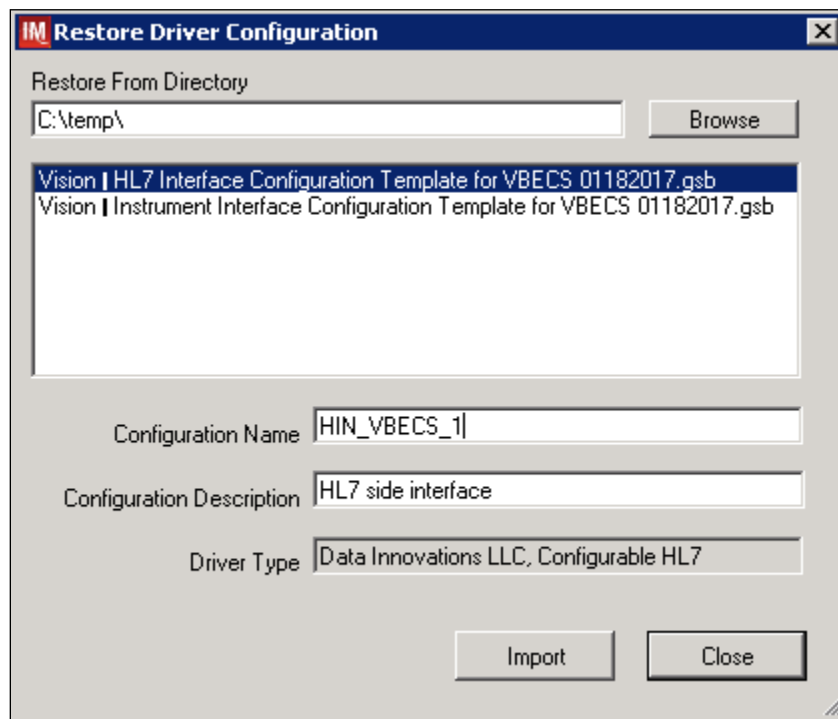 IM Restore Driver Configuration
Restore From Directory
C:\temp\
Browse
Vision | HL7 Interface Configuration Template for VBECS 01182017.gsb
Vision | Instrument Interface Configuration Template for VBECS 01182017.gsb
Configuration Name HIN_VBECS_1
Configuration Description HL7 side interface
Driver Type Data Innovations LLC, Configurable HL7
Import Close